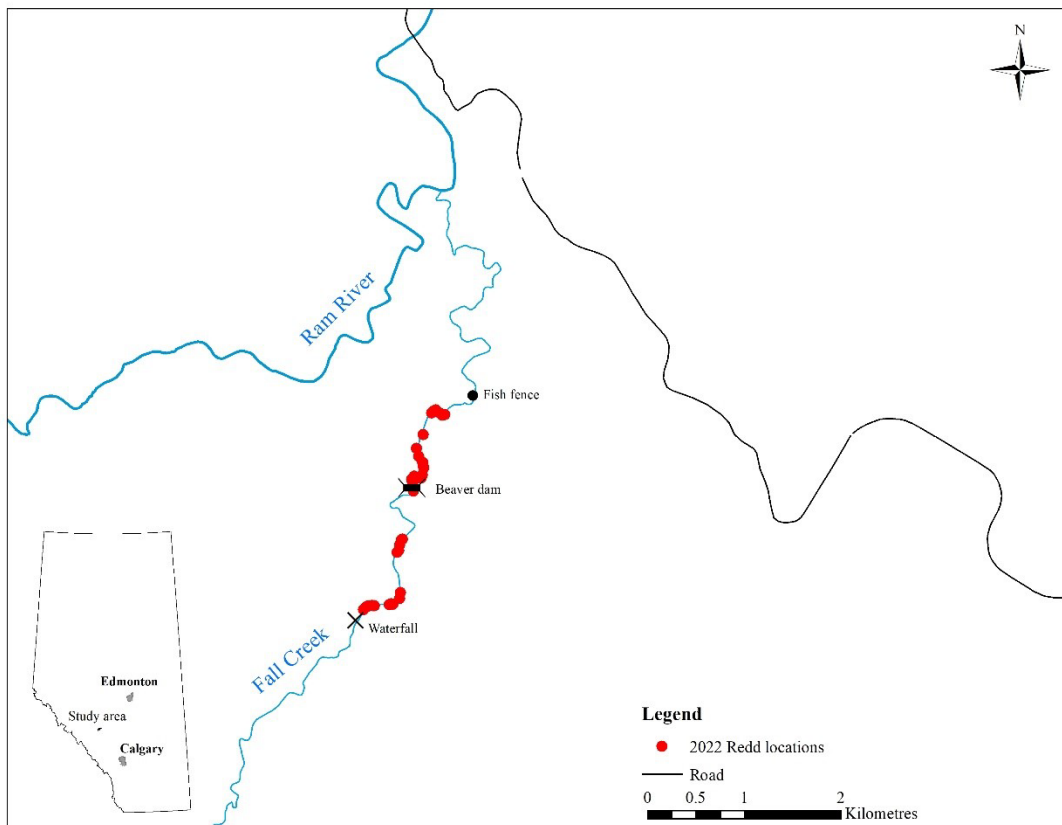 N
Ram River
Fish fence
Beaver dam
Waterfall
Fall Creek
Edmonton
Study area
Calgary
Legend
2022 Redd locations
Road
0 0.5 1 2
Kilometres